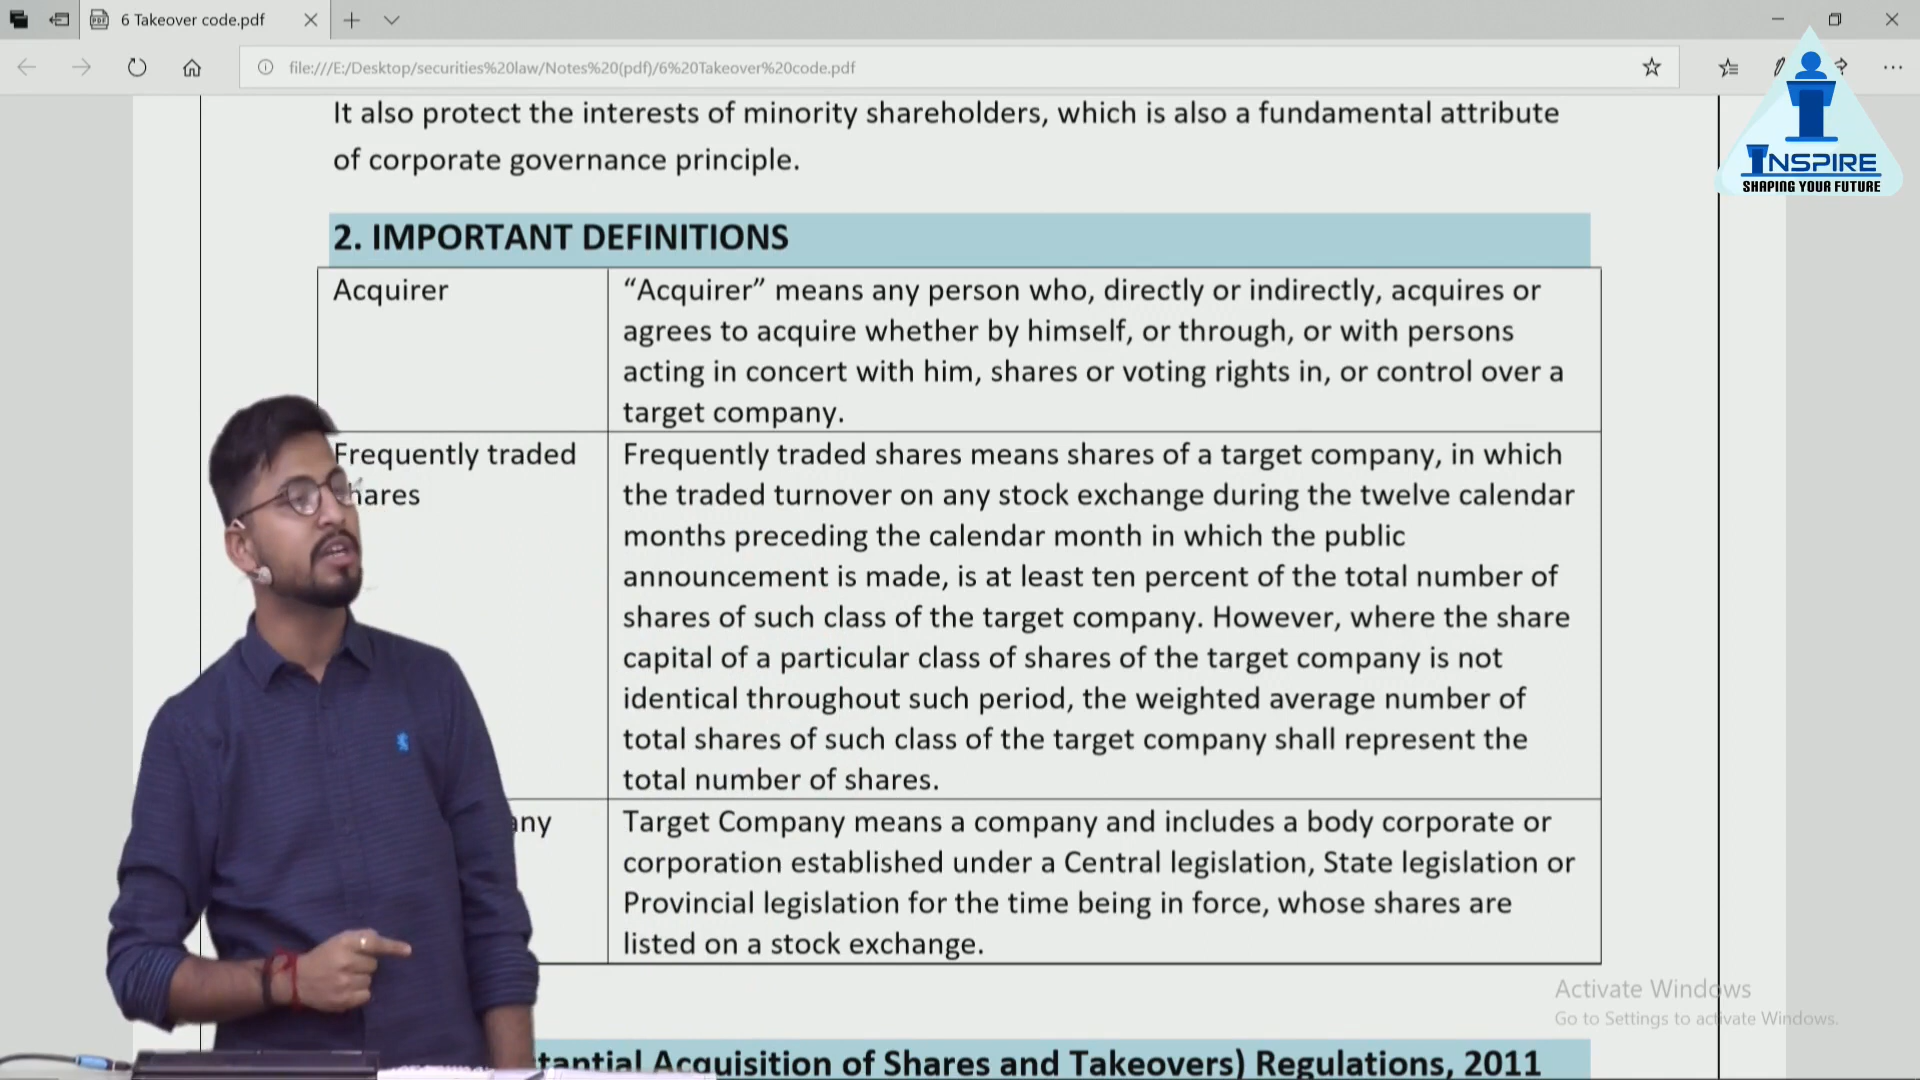 6 Takeover code.pdf
file:///E:/Desktop/securities%20law/Notes%20(pdf)/6%20Takeover%20code.pdf
It also protect the interests of minority shareholders, which is also a fundamental attribute
of corporate governance principle.
INSPIRE
SHAPING YOUR FUTURE
2. IMPORTANT DEFINITIONS
Acquirer
“Acquirer” means any person who, directly or indirectly, acquires or
agrees to acquire whether by himself, or through, or with persons
acting in concert with him, shares or voting rights in, or control over a
target company.
Frequently traded
hares
Frequently traded shares means shares of a target company, in which
the traded turnover on any stock exchange during the twelve calendar
months preceding the calendar month in which the public
announcement is made, is at least ten percent of the total number of
shares of such class of the target company. However, where the share
capital of a particular class of shares of the target company is not
identical throughout such period, the weighted average number of
total shares of such class of the target company shall represent the
total number of shares.
any
Target Company means a company and includes a body corporate or
corporation established under a Central legislation, State legislation or
Provincial legislation for the time being in force, whose shares are
listed on a stock exchange.
Activate Windows
Go to Settings to activate Windows.
tantial Acquisition of Shares and Takeovers) Regulations, 2011